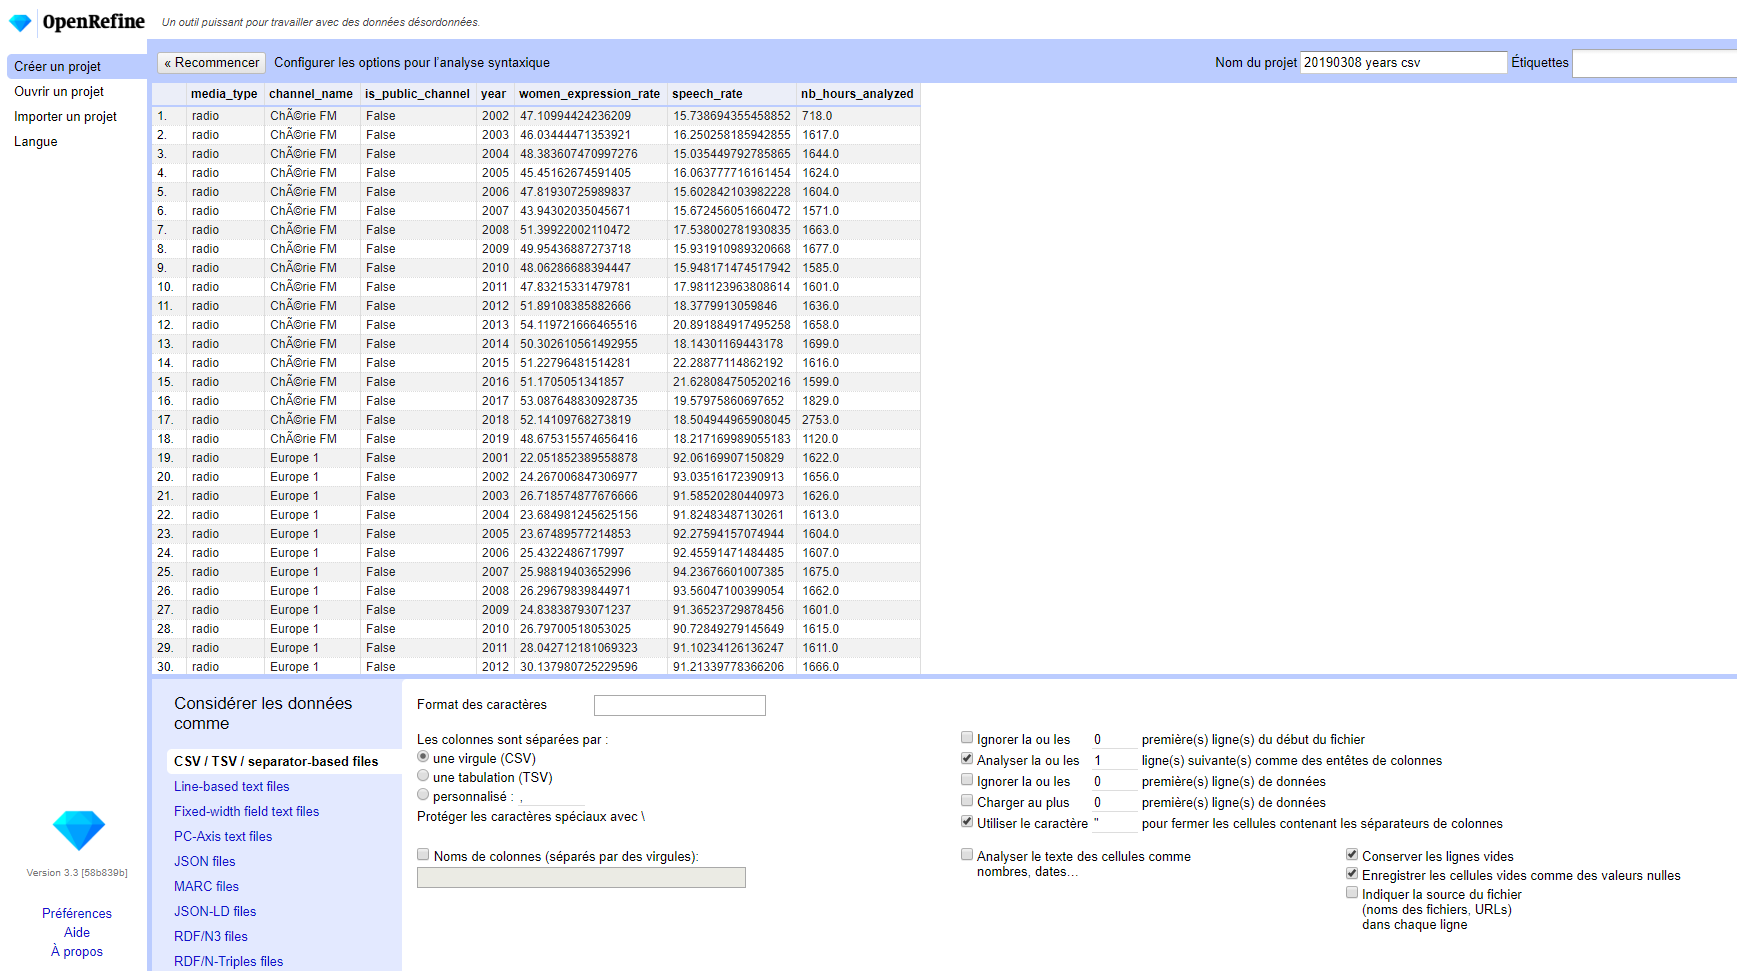 OpenRefine Un outil puissant pour travailler avec des données désordonnées.
Créer un projet
Ouvrir un projet
Importer un projet
Langue
« Recommencer Configurer les options pour l'analyse syntaxique Nom du projet 20190308 years csv Étiquettes
media_type channel_name is_public_channel year women_expression_rate speech_rate nb_hours_analyzed
1. radio ChÃ©rie FM False 2002 47.10994424236209 15.738694355458852 718.0
2. radio ChÃ©rie FM False 2003 46.03444471353921 16.250258185942855 1617.0
3. radio ChÃ©rie FM False 2004 48.383607470997276 15.035449792785865 1644.0
4. radio ChÃ©rie FM False 2005 45.45162674591405 16.063777716161454 1624.0
5. radio ChÃ©rie FM False 2006 47.81930725989837 15.602842103982228 1604.0
6. radio ChÃ©rie FM False 2007 43.94302035045671 15.672456051660472 1571.0
7. radio ChÃ©rie FM False 2008 51.39922002110472 17.538002781930835 1663.0
8. radio ChÃ©rie FM False 2009 49.95436887273718 15.931910989320668 1677.0
9. radio ChÃ©rie FM False 2010 48.06286688394447 15.948171474517942 1585.0
10. radio ChÃ©rie FM False 2011 47.83215331479781 17.981123963808614 1601.0
11. radio ChÃ©rie FM False 2012 51.89108385882666 18.3779913059846 1636.0
12. radio ChÃ©rie FM False 2013 54.119721666465516 20.891884917495258 1658.0
13. radio ChÃ©rie FM False 2014 50.302610561492955 18.14301169443178 1699.0
14. radio ChÃ©rie FM False 2015 51.22796481514281 22.28877114862192 1616.0
15. radio ChÃ©rie FM False 2016 51.1705051341857 21.628084750520216 1599.0
16. radio ChÃ©rie FM False 2017 53.087648830928735 19.57975860697652 1829.0
17. radio ChÃ©rie FM False 2018 52.14109768273819 18.504944965908045 2753.0
18. radio ChÃ©rie FM False 2019 48.675315574656416 18.217169989055183 1120.0
19. radio Europe 1 False 2001 22.051852389558878 92.06169907150829 1622.0
20. radio Europe 1 False 2002 24.267006847306977 93.03516172390913 1656.0
21. radio Europe 1 False 2003 26.718574877676666 91.58520280440973 1626.0
22. radio Europe 1 False 2004 23.684981245625156 91.82483487130261 1613.0
23. radio Europe 1 False 2005 23.67489577214853 92.27594157074944 1604.0
24. radio Europe 1 False 2006 25.4322486717997 92.45591471484485 1607.0
25. radio Europe 1 False 2007 25.98819403652996 94.23676601007385 1675.0
26. radio Europe 1 False 2008 26.29679839844971 93.56047100399054 1662.0
27. radio Europe 1 False 2009 24.83838793071237 91.36523729878456 1601.0
28. radio Europe 1 False 2010 26.79700518053025 90.72849279145649 1615.0
29. radio Europe 1 False 2011 28.042712181069323 91.10234126136247 1611.0
30. radio Europe 1 False 2012 30.137980725229596 91.21339778366206 1666.0
Considérer les données
comme
CSV / TSV / separator-based files
Line-based text files
Fixed-width field text files
PC-Axis text files
JSON files
MARC files
JSON-LD files
RDF/N3 files
RDF/N-Triples files
Format des caractères
Les colonnes sont séparées par :
une virgule (CSV)
une tabulation (TSV)
personnalisé : ,
Protéger les caractères spéciaux avec \
Noms de colonnes (séparés par des virgules):
Ignorer la ou les 0 première(s) ligne(s) du début du fichier
Analyser la ou les 1 ligne(s) suivante(s) comme des entêtes de colonnes
Ignorer la ou les 0 première(s) ligne(s) de données
Charger au plus 0 première(s) ligne(s) de données
Utiliser le caractère " pour fermer les cellules contenant les séparateurs de colonnes
Analyser le texte des cellules comme
nombres, dates...
Conserver les lignes vides
Enregistrer les cellules vides comme des valeurs nulles
Indiquer la source du fichier
(noms des fichiers, URLs)
dans chaque ligne
Version 3.3 [58b839b]
Préférences
Aide
À propos